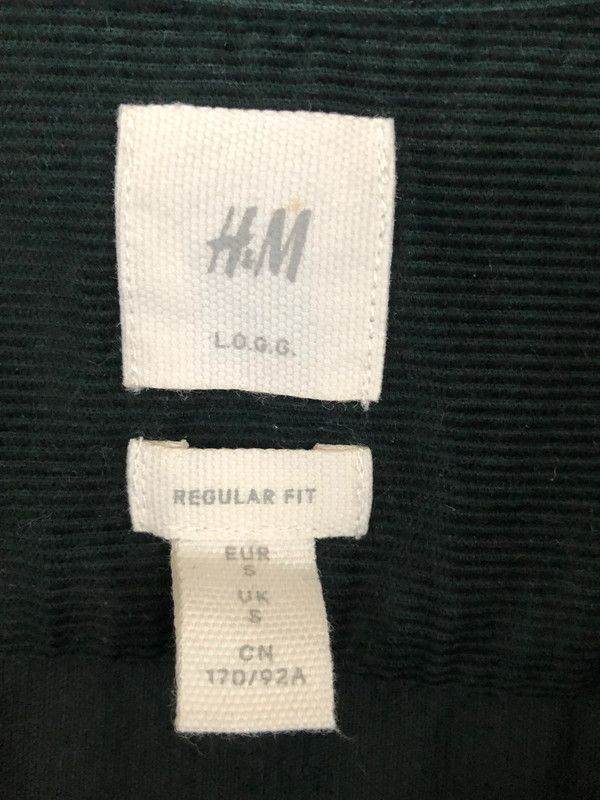 H&M
L.O.G.G.
REGULAR FIT
EUR
S
UK
S
CN
170/92A